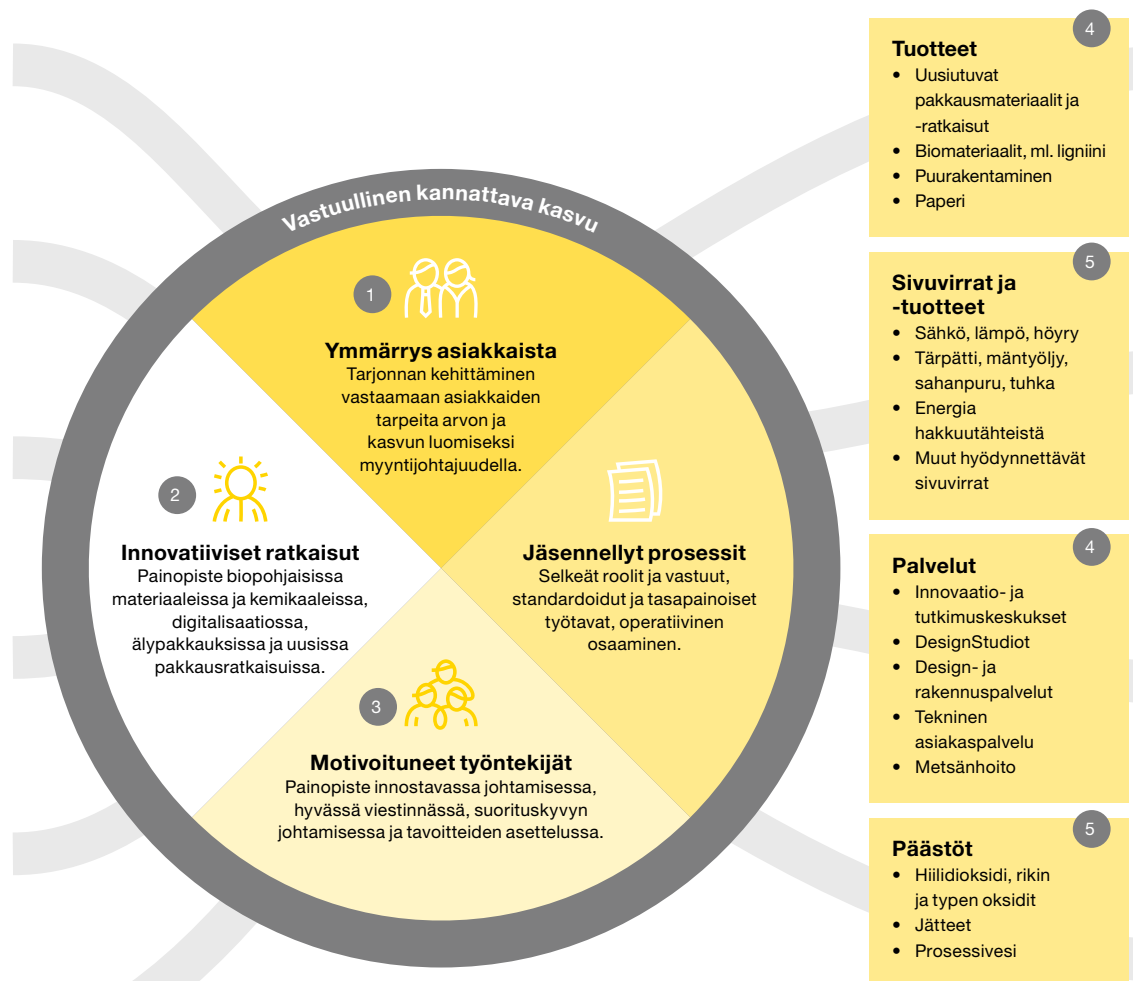 Vastuullinen kannattava kasvu
1
Ymmärrys asiakkaista
Tarjonnan kehittäminen
vastaamaan asiakkaiden
tarpeita arvon ja
kasvun luomiseksi
myyntijohtajuudella.
2
Innovatiiviset ratkaisut
Painopiste biopohjaisissa
materiaaleissa ja kemikaaleissa,
digitalisaatiossa,
älypakkauksissa ja uusissa
pakkausratkaisuissa.
Jäsennellyt prosessit
Selkeät roolit ja vastuut,
standardoidut ja tasapainoiset
työtavat, operatiivinen
osaaminen.
3
Motivoituneet työntekijät
Painopiste innostavassa johtamisessa,
hyvässä viestinnässä, suorituskyvyn
johtamisessa ja tavoitteiden asettelussa.
4
Tuotteet
• Uusiutuvat
pakkausmateriaalit ja
-ratkaisut
• Biomateriaalit, ml. ligniini
• Puurakentaminen
• Paperi
5
Sivuvirrat ja
-tuotteet
• Sähkö, lämpö, höyry
• Tärpätti, mäntyöljy,
sahanpuru, tuhka
• Energia
hakkuutähteistä
• Muut hyödynnettävät
sivuvirrat
4
Palvelut
• Innovaatio- ja
tutkimuskeskukset
• DesignStudiot
• Design- ja
rakennuspalvelut
• Tekninen
asiakaspalvelu
• Metsänhoito
5
Päästöt
• Hiilidioksidi, rikin
ja typen oksidit
• Jätteet
• Prosessivesi